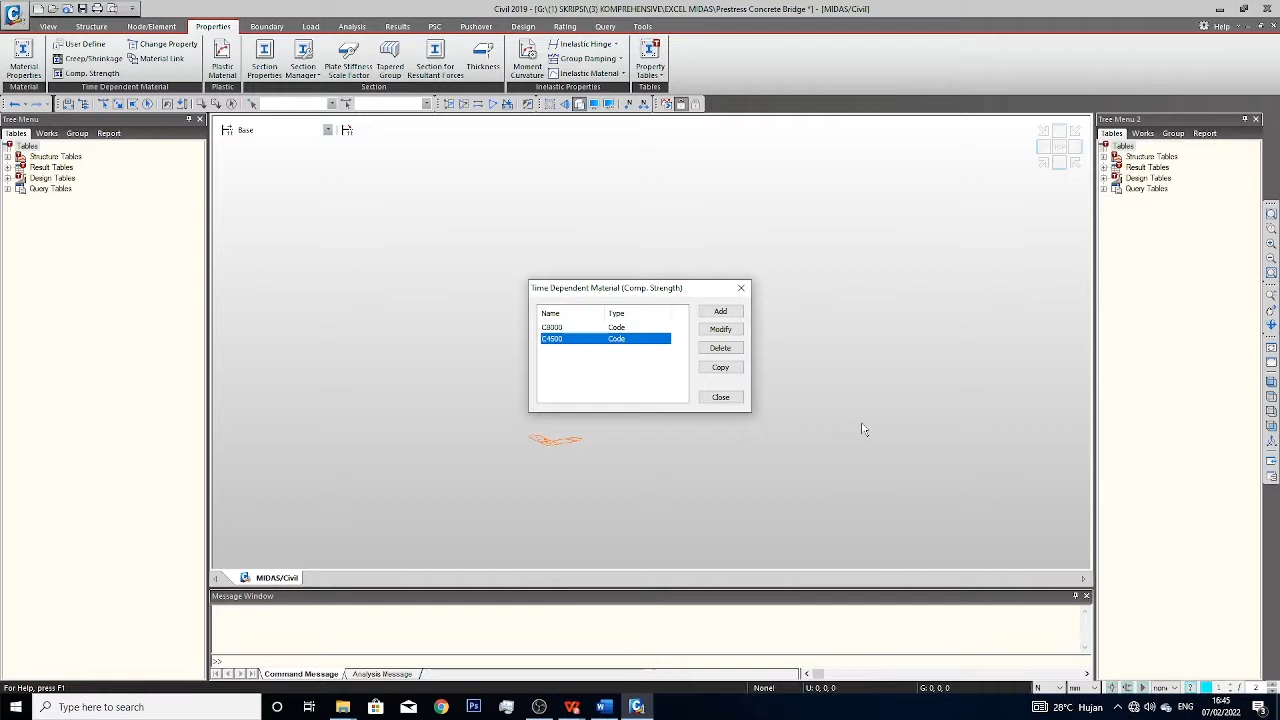 Civil 2019 - [G:\(1) SKRIPSI\(3) KOMPREHENSIVE\EXCEL MIDAS\Prestress Concrete Bridge *] - [MIDAS/Civil]
View Structure Node/Element Properties Boundary Load Analysis Results PSC Pushover Design Rating Query Tools Help
Material Properties
Material
User Define
Creep/Shrinkage
Comp. Strength
Change Property
Material Link
Time Dependent Material
Plastic Material
Plastic
Section Properties
Section Manager
Plate Stiffness Scale Factor
Tapered Group
Section for Resultant Forces
Thickness
Section
Moment Curvature
Inelastic Hinge
Group Damping
Inelastic Material
Inelastic Properties
Property Tables
Tables
Tree Menu
Tables Works Group Report
Tables
Structure Tables
Result Tables
Design Tables
Query Tables
Base
TOP
Time Dependent Material (Comp. Strength)
Name Type
C8000 Code
C4500 Code
Add
Modify
Delete
Copy
Close
Tree Menu 2
Tables Works Group Report
Tables
Structure Tables
Result Tables
Design Tables
Query Tables
MIDAS/Civil
Message Window
>>
Command Message Analysis Message
For Help, press F1
None!
U: 0, 0, 0
G: 0, 0, 0
N
mm
none
?
1
/ 2
Type here to search
28°C Hujan
ENG
16:45
07/02/2022